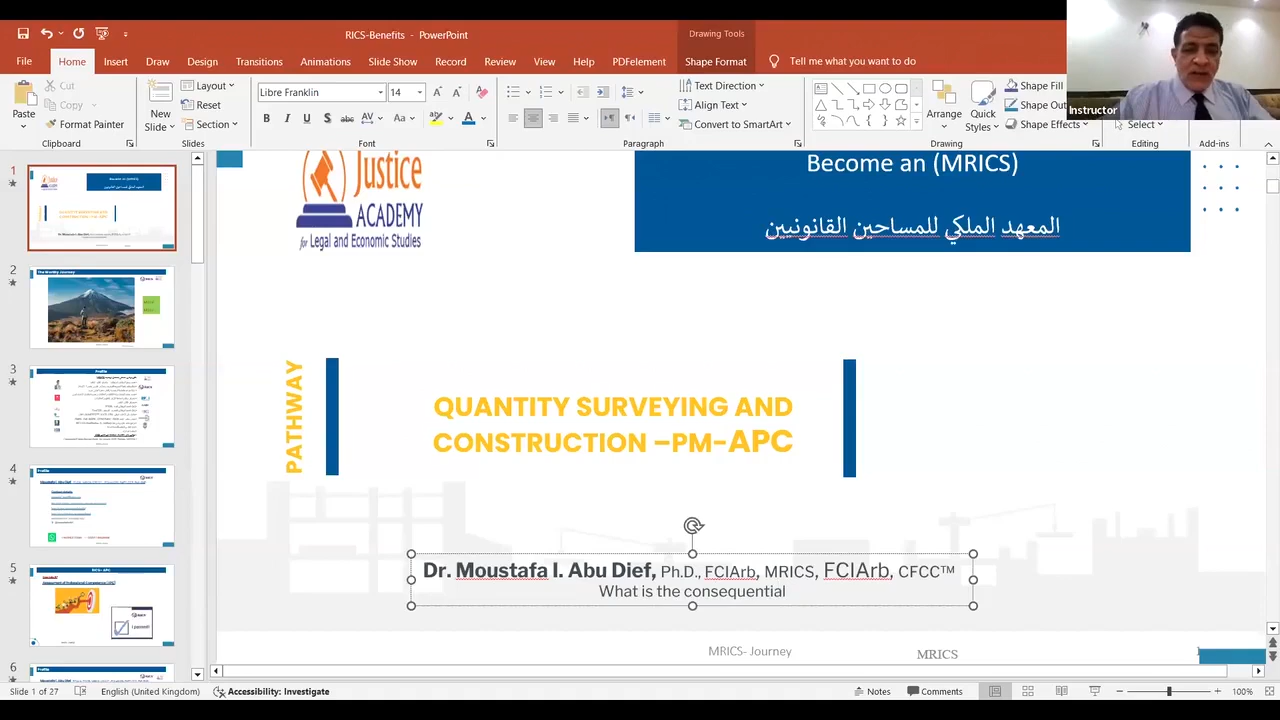 RICS-Benefits - PowerPoint
Drawing Tools
File
Home
Insert
Draw
Design
Transitions
Animations
Slide Show
Record
Review
View
Help
PDFelement
Shape Format
Tell me what you want to do
Paste
Cut
Copy
Format Painter
Clipboard
New Slide
Layout
Reset
Section
Slides
Libre Franklin
14
Font
Paragraph
Text Direction
Align Text
Convert to SmartArt
Arrange
Quick Styles
Shape Fill
Shape Effects
Drawing
Select
Editing
Add-ins
Instructor
1
2
3
4
5
6
Justice
ACADEMY
for Legal and Economic Studies
Become an (MRICS)
المعهد الملكي للمساحين القانونيين
PATHWAY
QUANTITY SURVEYING AND
CONSTRUCTION –PM-APC
Dr. Moustafa I. Abu Dief, Ph.D., FCIArb, MRICS, FCIArb, CFCC™
What is the consequential
MRICS- Journey
MRICS
Slide 1 of 27
English (United Kingdom)
Accessibility: Investigate
Notes
Comments
100%